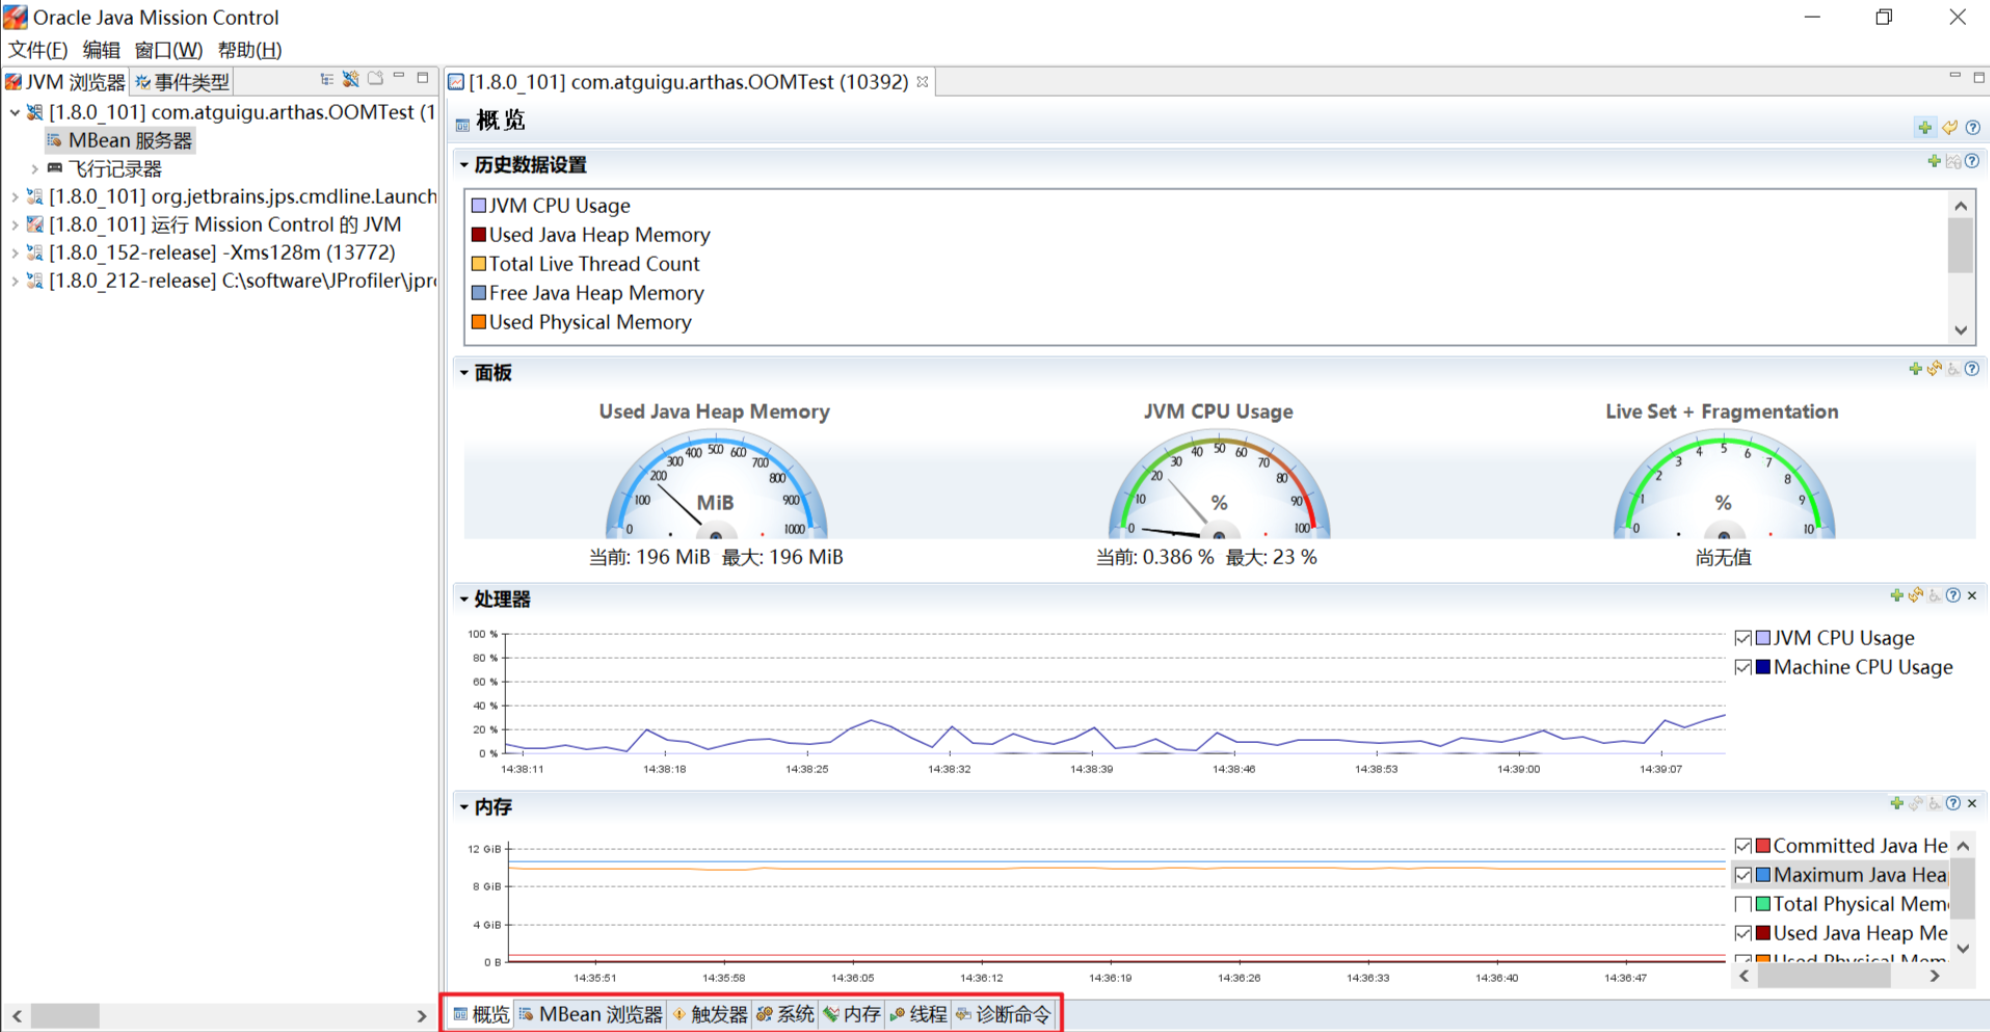 Oracle Java Mission Control
文件(F) 编辑 窗口(W) 帮助(H)
JVM 浏览器 事件类型
[1.8.0_101] com.atguigu.arthas.OOMTest (1
MBean 服务器
飞行记录器
[1.8.0_101] org.jetbrains.jps.cmdline.Launch
[1.8.0_101] 运行 Mission Control 的 JVM
[1.8.0_152-release] -Xms128m (13772)
[1.8.0_212-release] C:\software\JProfiler\jpr
[1.8.0_101] com.atguigu.arthas.OOMTest (10392)
概览
历史数据设置
JVM CPU Usage
Used Java Heap Memory
Total Live Thread Count
Free Java Heap Memory
Used Physical Memory
面板
Used Java Heap Memory
0 100 200 300 400 500 600 700 800 900 1000
MiB
当前: 196 MiB 最大: 196 MiB
JVM CPU Usage
0 10 20 30 40 50 60 70 80 90 100
%
当前: 0.386 % 最大: 23 %
Live Set + Fragmentation
0 1 2 3 4 5 6 7 8 9 10
%
尚无值
处理器
100 %
80 %
60 %
40 %
20 %
0 %
14:38:11 14:38:18 14:38:25 14:38:32 14:38:39 14:38:46 14:38:53 14:39:00 14:39:07
JVM CPU Usage
Machine CPU Usage
内存
12 GiB
8 GiB
4 GiB
0 B
14:35:51 14:35:58 14:36:05 14:36:12 14:36:19 14:36:26 14:36:33 14:36:40 14:36:47
Committed Java He
Maximum Java Hea
Total Physical Mem
Used Java Heap Me
Used Physical Mem
概览 MBean 浏览器 触发器 系统 内存 线程 诊断命令